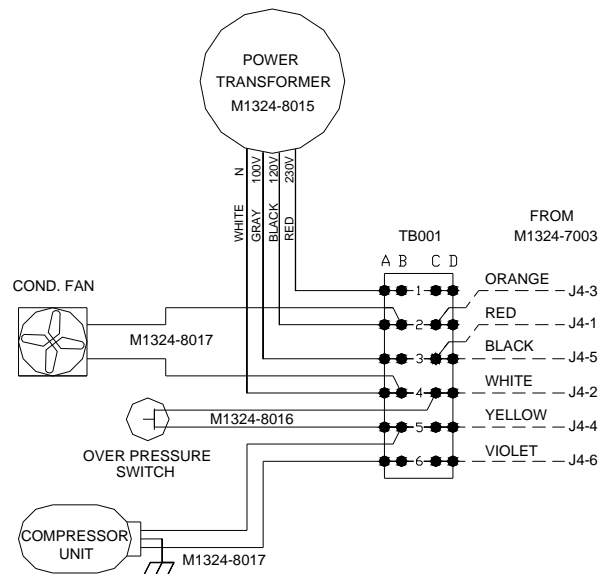 POWER
TRANSFORMER
M1324-8015
N
100V
120V
230V
WHITE
GRAY
BLACK
RED
FROM
M1324-7003
TB001
A B C D
COND. FAN
M1324-8017
1
ORANGE
J4-3
2
RED
J4-1
3
BLACK
J4-5
4
WHITE
J4-2
M1324-8016
5
YELLOW
J4-4
OVER PRESSURE
SWITCH
6
VIOLET
J4-6
COMPRESSOR
UNIT
M1324-8017